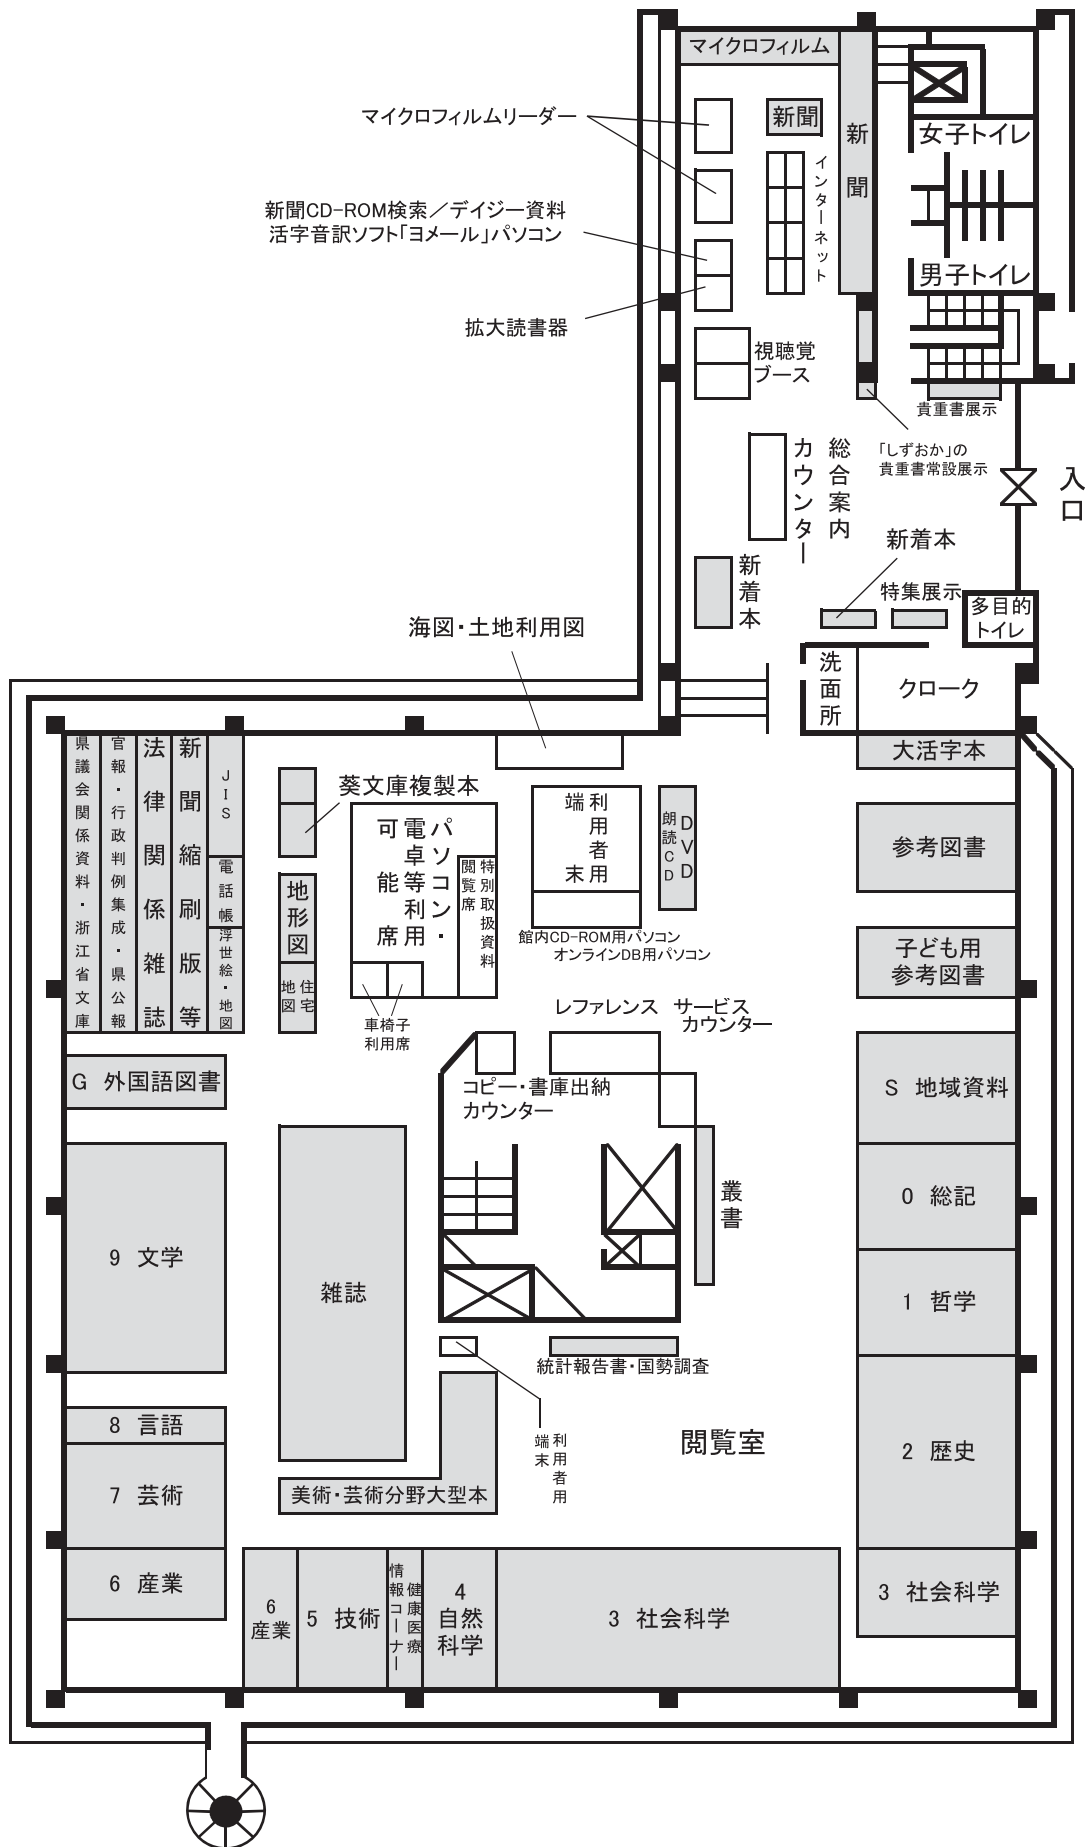 マイクロフィルム
マイクロフィルムリーダー
新聞
新聞
インターネット
女子トイレ
新聞CD-ROM検索／デイジー資料
活字音訳ソフト「ヨメール」パソコン
男子トイレ
拡大読書器
視聴覚
ブース
貴重書展示
「しずおか」の
貴重書常設展示
総合案内
カウンター
入口
新着本
新着本
特集展示
多目的
トイレ
海図・土地利用図
洗面所
クローク
大活字本
県議会関係資料・浙江省文庫
官報・行政判例集成・県公報
法律関係雑誌
新聞縮刷版等
JIS
電話帳
浮世絵・地図
葵文庫複製本
地形図
住宅
地図
パソコン・
電卓等利用
可能席
特別取扱資料
閲覧席
車椅子
利用席
利用者用
端末
DVD
朗読CD
館内CD-ROM用パソコン
オンラインDB用パソコン
参考図書
子ども用
参考図書
レファレンス サービス
カウンター
コピー・書庫出納
カウンター
G 外国語図書
S 地域資料
0 総記
叢書
9 文学
雑誌
1 哲学
統計報告書・国勢調査
利用者用
端末
閲覧室
2 歴史
8 言語
7 芸術
美術・芸術分野大型本
6 産業
6
産業
5 技術
健康医療
情報コーナー
4
自然
科学
3 社会科学
3 社会科学